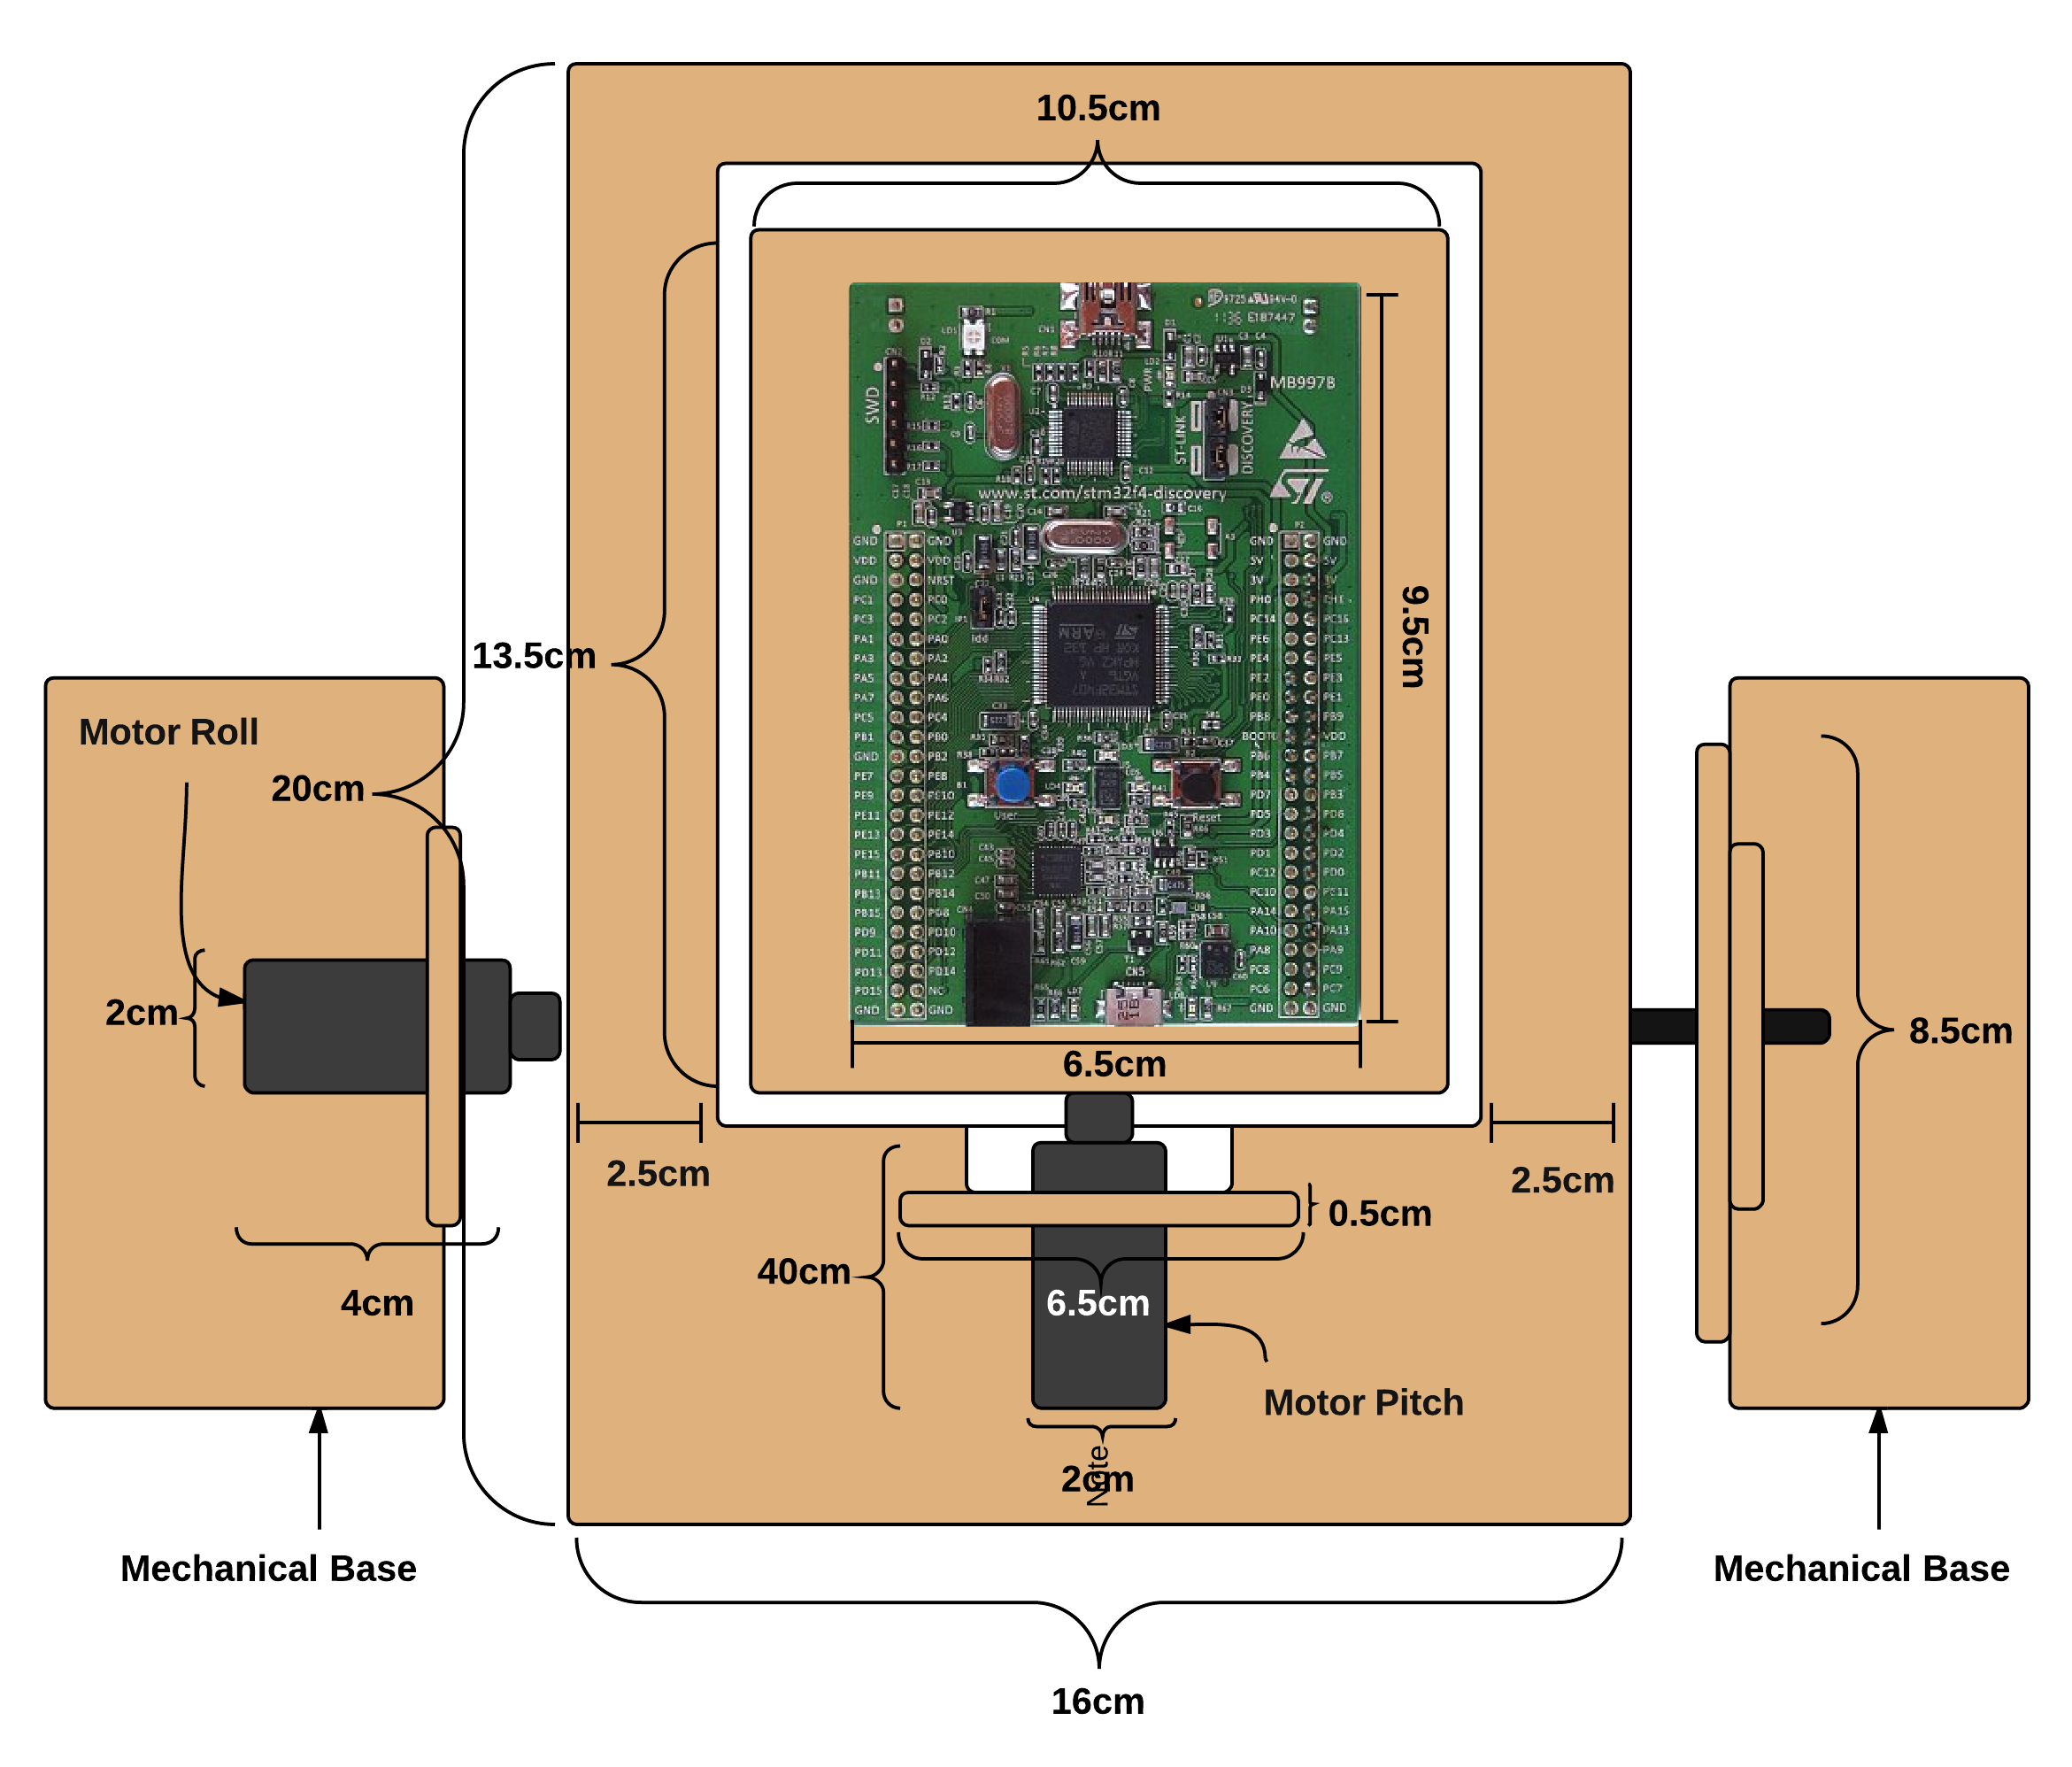 10.5cm
MB997B
SWD
ST-LINK
DISCOVERY
www.st.com/stm32f4-discovery
GND GND GND GND
VDD VDD 5V 5V
GND NRST 3V 3V
PC1 PC0 PH0
PC3 PC2 PC14 PC15
PA1 PA0 PE6 PC13
PA3 PA2 PE4 PE5
PA5 PA4 PE2 PE3
PA7 PA6 PE0 PE1
PC5 PC4 PB8 PB9
PB1 PB0 BOOT0 VDD
GND PB2 PB6 PB7
PE7 PE8 PB4 PB5
PE9 PE10 PD7 PB3
PE11 PE12 PD5 PD6
PE13 PE14 PD3 PD4
PE15 PB10 PD1 PD2
PB11 PB12 PC12 PD0
PB13 PB14 PC10 PC11
PB15 PD8 PA14 PA15
PD9 PD10 PA10 PA13
PD11 PD12 PA8 PA9
PD13 PD14 PC8 PC9
PD15 NC PC6 PC7
GND GND GND GND
User
Reset
9.5cm
13.5cm
Motor Roll
20cm
2cm
8.5cm
6.5cm
2.5cm
2.5cm
0.5cm
40cm
4cm
6.5cm
Motor Pitch
2cm
Note
Mechanical Base
Mechanical Base
16cm